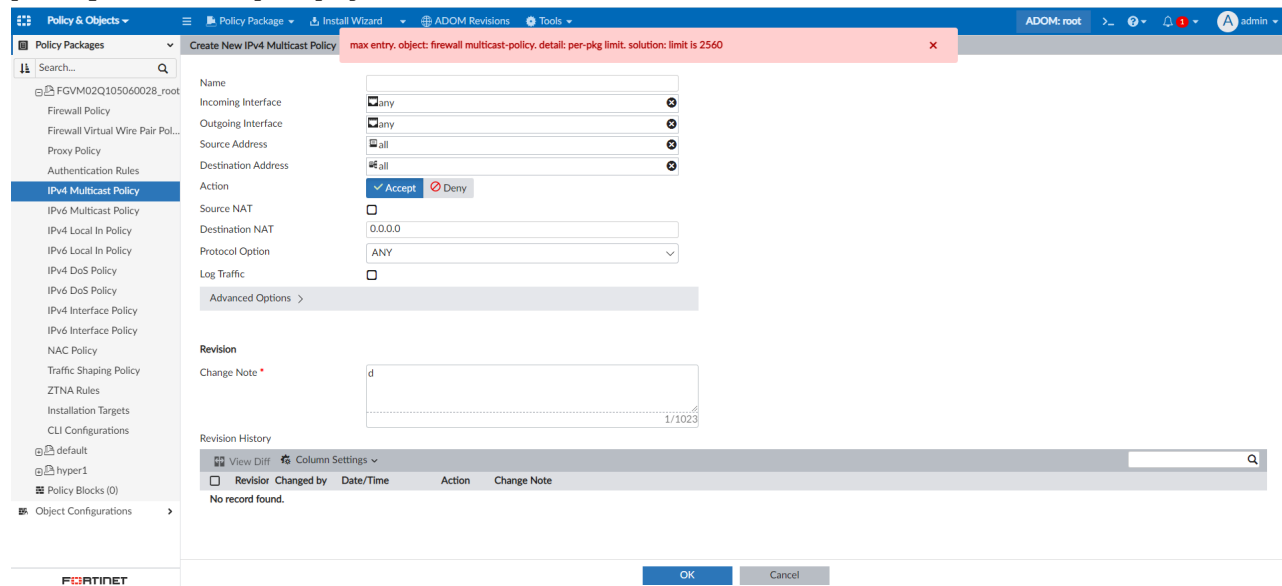 Policy & Objects
Policy Package
Install Wizard
ADOM Revisions
Tools
ADOM: root
>_
1
A admin
Policy Packages
Create New IPv4 Multicast Policy
max entry. object: firewall multicast-policy. detail: per-pkg limit. solution: limit is 2560
Search...
FGVM02Q105060028_root
Firewall Policy
Firewall Virtual Wire Pair Pol...
Proxy Policy
Authentication Rules
IPv4 Multicast Policy
IPv6 Multicast Policy
IPv4 Local In Policy
IPv6 Local In Policy
IPv4 DoS Policy
IPv6 DoS Policy
IPv4 Interface Policy
IPv6 Interface Policy
NAC Policy
Traffic Shaping Policy
ZTNA Rules
Installation Targets
CLI Configurations
default
hyper1
Policy Blocks (0)
Object Configurations
FORTINET
Name
Incoming Interface any
Outgoing Interface any
Source Address all
Destination Address all
Action Accept Deny
Source NAT
Destination NAT 0.0.0.0
Protocol Option ANY
Log Traffic
Advanced Options >
Revision
Change Note * d
1/1023
Revision History
View Diff Column Settings
Revision Changed by Date/Time Action Change Note
No record found.
OK Cancel